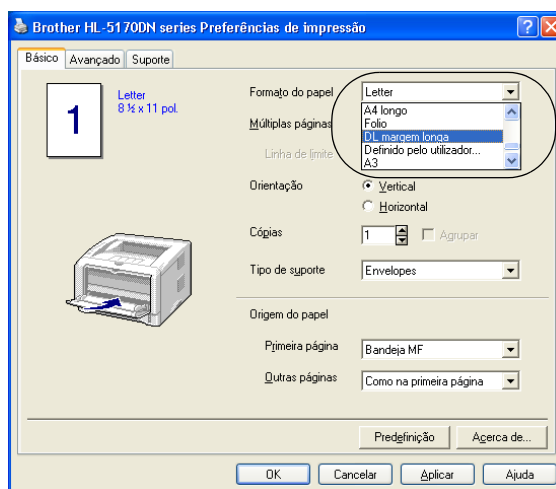 Brother HL-5170DN series Preferências de impressão
Básico Avançado Suporte
1
Letter
8 ½ x 11 pol.
Formato do papel Letter
A4 longo
Folio
DL margem longa
Definido pelo utilizador...
A3
Múltiplas páginas
Linha de limite
Orientação Vertical
Horizontal
Cópias 1 Agrupar
Tipo de suporte Envelopes
Origem do papel
Primeira página Bandeja MF
Outras páginas Como na primeira página
Predefinição Acerca de...
OK Cancelar Aplicar Ajuda